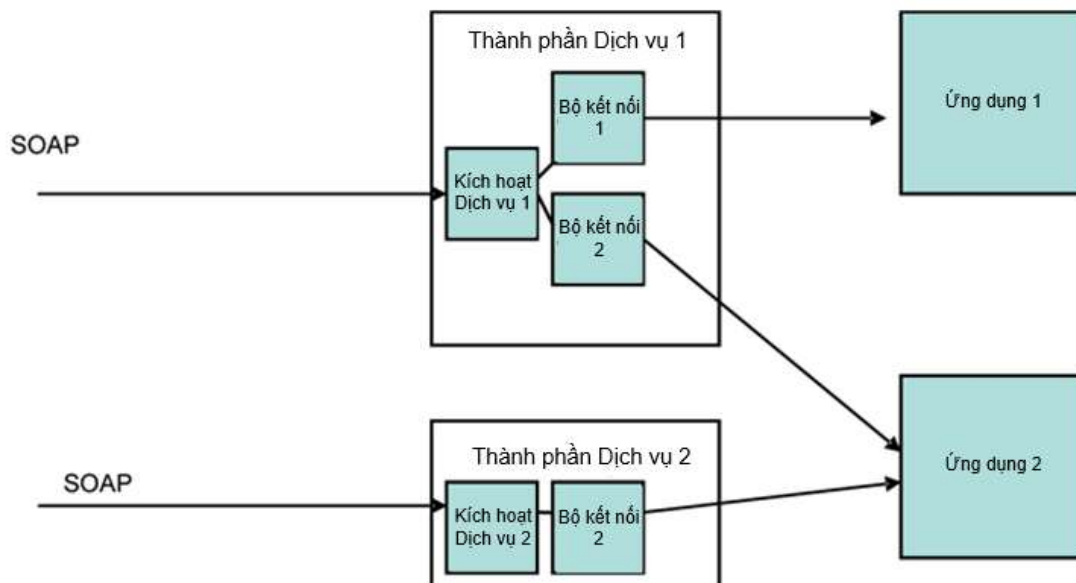 Thành phần Dịch vụ 1
Bộ kết nối
1
Ứng dụng 1
SOAP
Kích hoạt
Dịch vụ 1
Bộ kết nối
2
Thành phần Dịch vụ 2
Ứng dụng 2
SOAP
Kích hoạt
Dịch vụ 2
Bộ kết nối
2